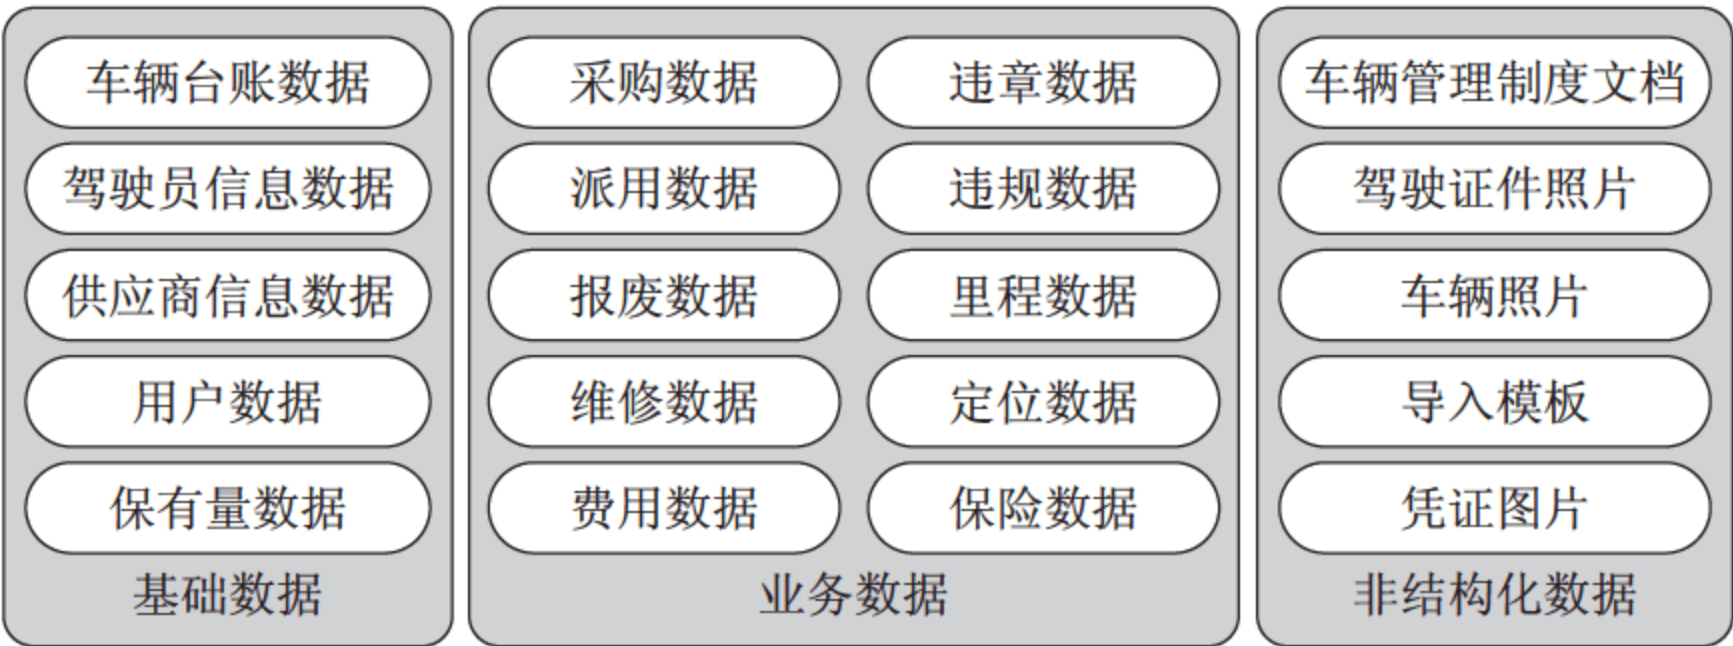 车辆台账数据
驾驶员信息数据
供应商信息数据
用户数据
保有量数据
基础数据
采购数据
违章数据
派用数据
违规数据
报废数据
里程数据
维修数据
定位数据
费用数据
保险数据
业务数据
车辆管理制度文档
驾驶证件照片
车辆照片
导入模板
凭证图片
非结构化数据